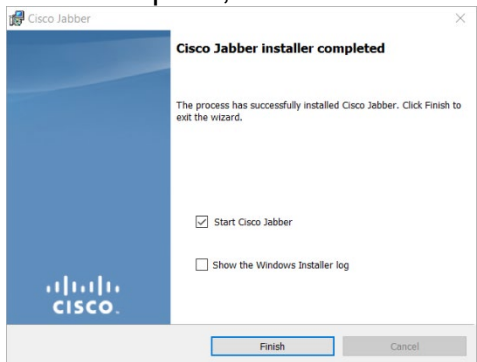 Cisco Jabber
Cisco Jabber installer completed
The process has successfully installed Cisco Jabber. Click Finish to
exit the wizard.
Start Cisco Jabber
Show the Windows Installer log
CISCO.
Finish
Cancel